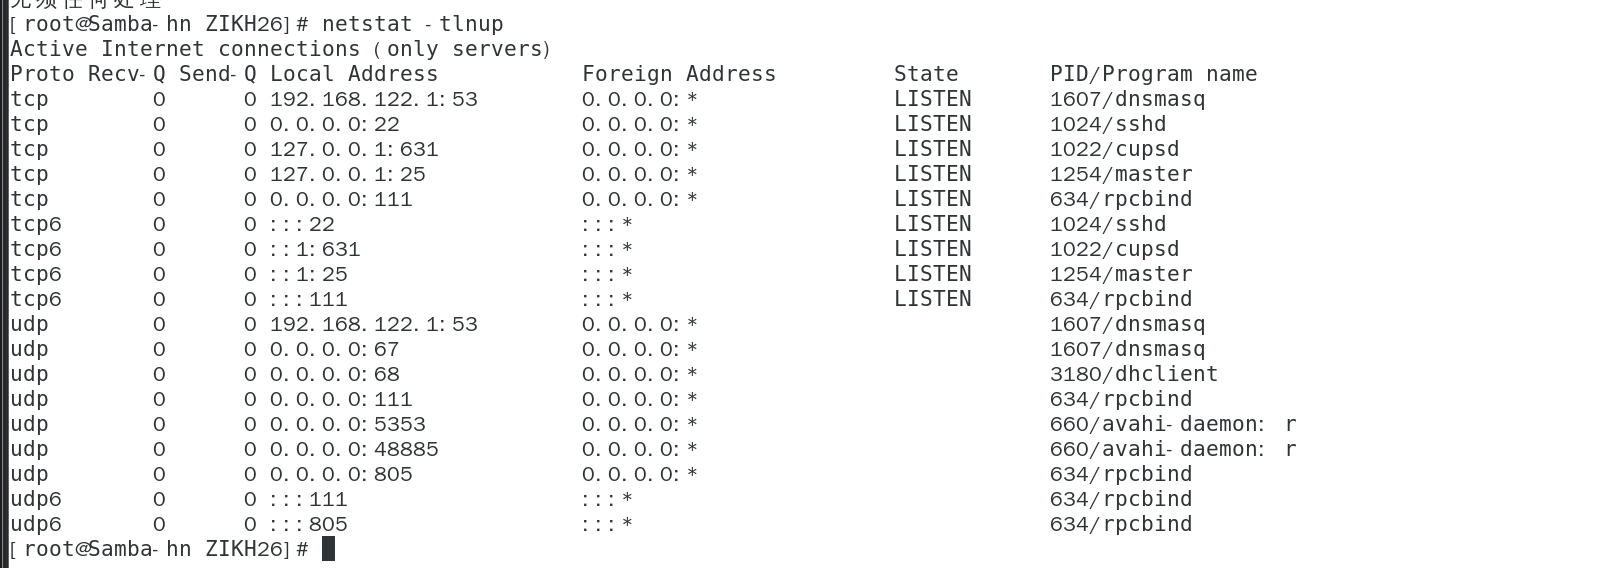 无须任何处理
[root@Samba-hn ZIKH26]# netstat -tlnup
Active Internet connections (only servers)
Proto Recv-Q Send-Q Local Address Foreign Address State PID/Program name
tcp 0 0 192.168.122.1:53 0.0.0.0:* LISTEN 1607/dnsmasq
tcp 0 0 0.0.0.0:22 0.0.0.0:* LISTEN 1024/sshd
tcp 0 0 127.0.0.1:631 0.0.0.0:* LISTEN 1022/cupsd
tcp 0 0 127.0.0.1:25 0.0.0.0:* LISTEN 1254/master
tcp 0 0 0.0.0.0:111 0.0.0.0:* LISTEN 634/rpcbind
tcp6 0 0 :::22 :::* LISTEN 1024/sshd
tcp6 0 0 ::1:631 :::* LISTEN 1022/cupsd
tcp6 0 0 ::1:25 :::* LISTEN 1254/master
tcp6 0 0 :::111 :::* LISTEN 634/rpcbind
udp 0 0 192.168.122.1:53 0.0.0.0:* 1607/dnsmasq
udp 0 0 0.0.0.0:67 0.0.0.0:* 1607/dnsmasq
udp 0 0 0.0.0.0:68 0.0.0.0:* 3180/dhclient
udp 0 0 0.0.0.0:111 0.0.0.0:* 634/rpcbind
udp 0 0 0.0.0.0:5353 0.0.0.0:* 660/avahi-daemon: r
udp 0 0 0.0.0.0:48885 0.0.0.0:* 660/avahi-daemon: r
udp 0 0 0.0.0.0:805 0.0.0.0:* 634/rpcbind
udp6 0 0 :::111 :::* 634/rpcbind
udp6 0 0 :::805 :::* 634/rpcbind
[root@Samba-hn ZIKH26]#